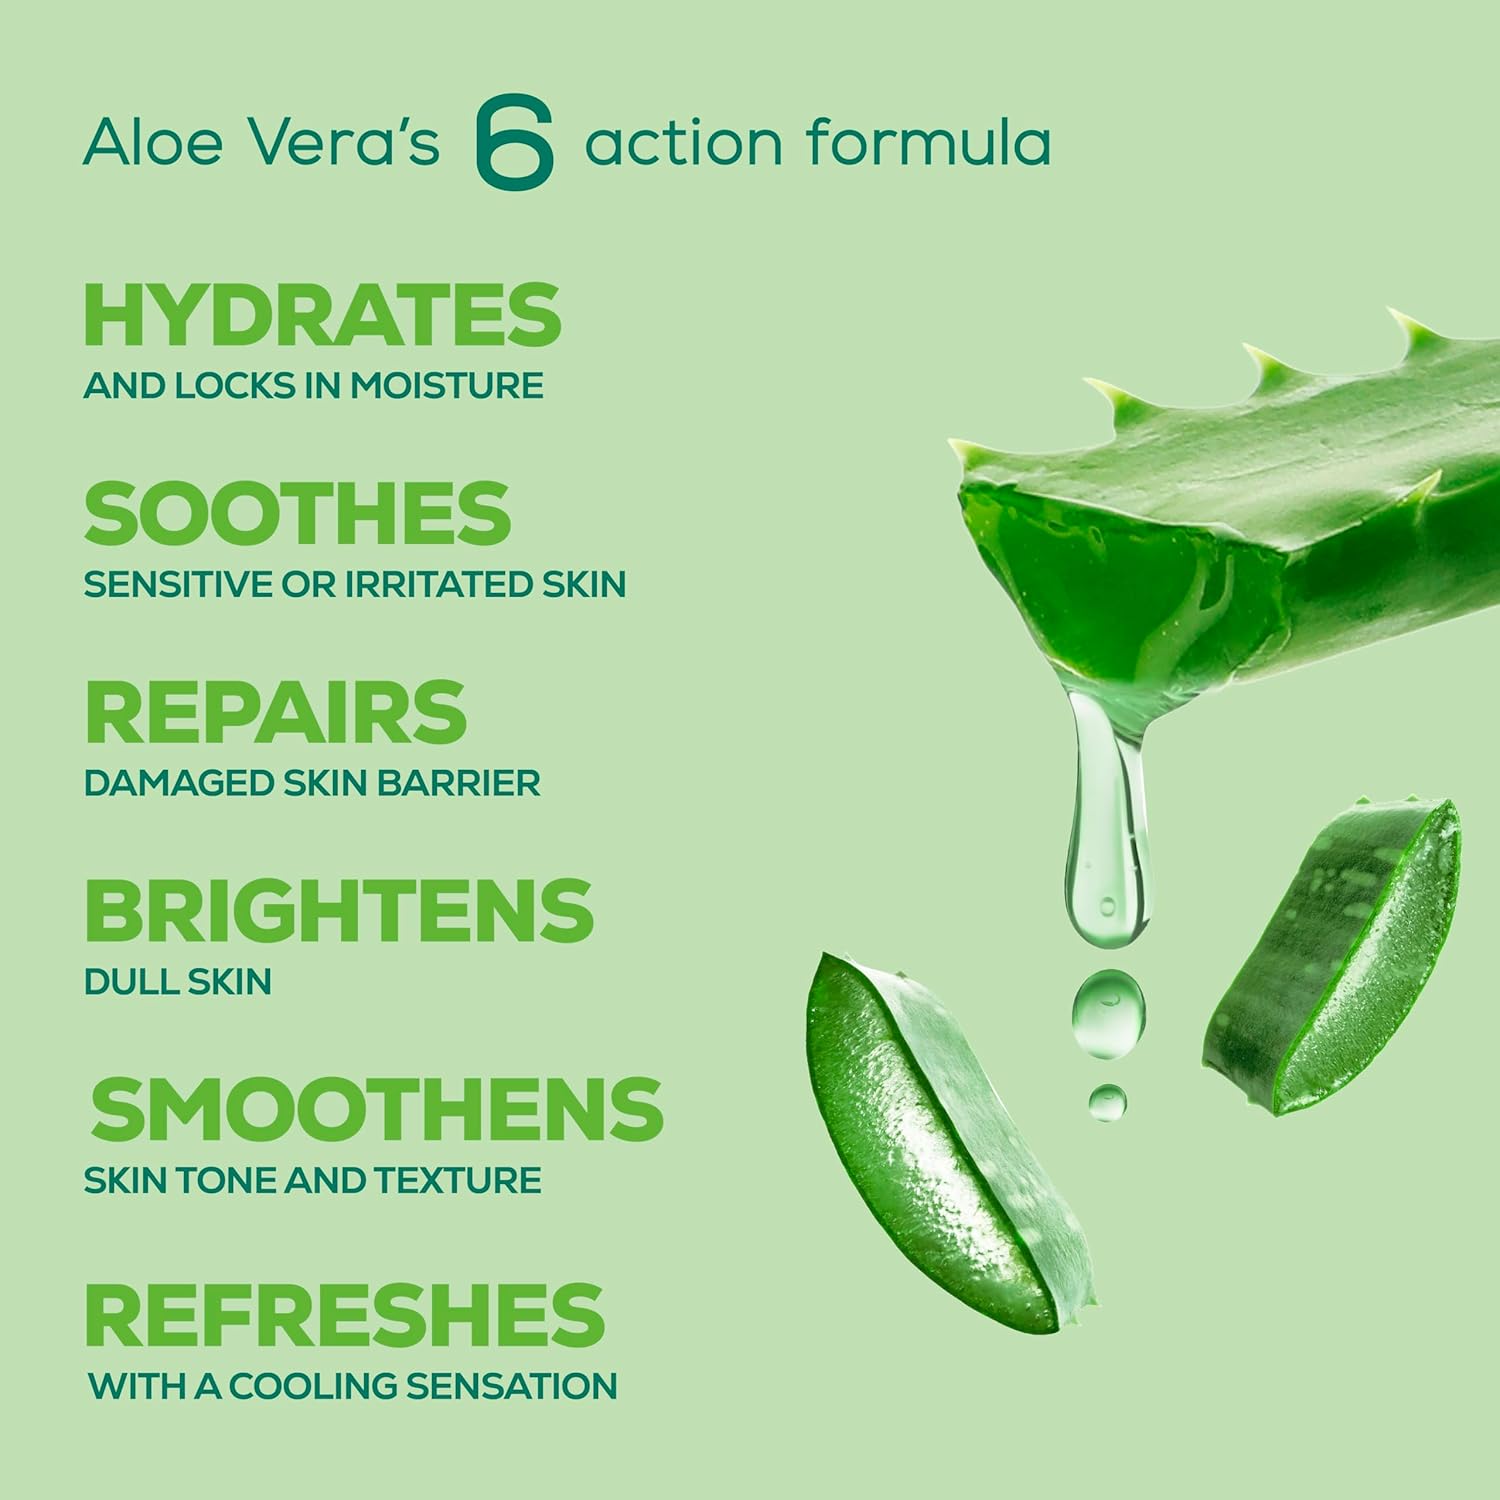 Aloe Vera’s 6 action formula
HYDRATES
AND LOCKS IN MOISTURE
SOOTHES
SENSITIVE OR IRRITATED SKIN
REPAIRS
DAMAGED SKIN BARRIER
BRIGHTENS
DULL SKIN
SMOOTHENS
SKIN TONE AND TEXTURE
REFRESHES
WITH A COOLING SENSATION